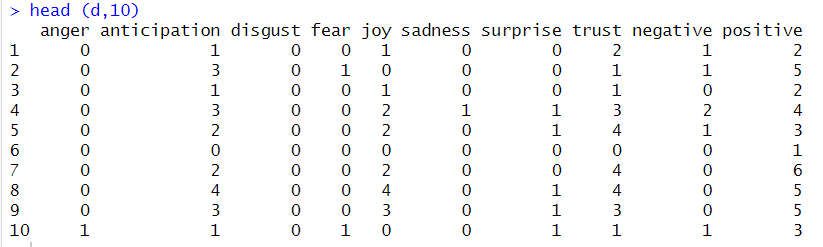 > head (d,10)
anger anticipation disgust fear joy sadness surprise trust negative positive
1 0 1 0 0 1 0 0 2 1 2
2 0 3 0 1 0 0 0 1 1 5
3 0 1 0 0 1 0 0 1 0 2
4 0 3 0 0 2 1 1 3 2 4
5 0 2 0 0 2 0 1 4 1 3
6 0 0 0 0 0 0 0 0 0 1
7 0 2 0 0 2 0 0 4 0 6
8 0 4 0 0 4 0 1 4 0 5
9 0 3 0 0 3 0 1 3 0 5
10 1 1 0 1 0 0 1 1 1 3